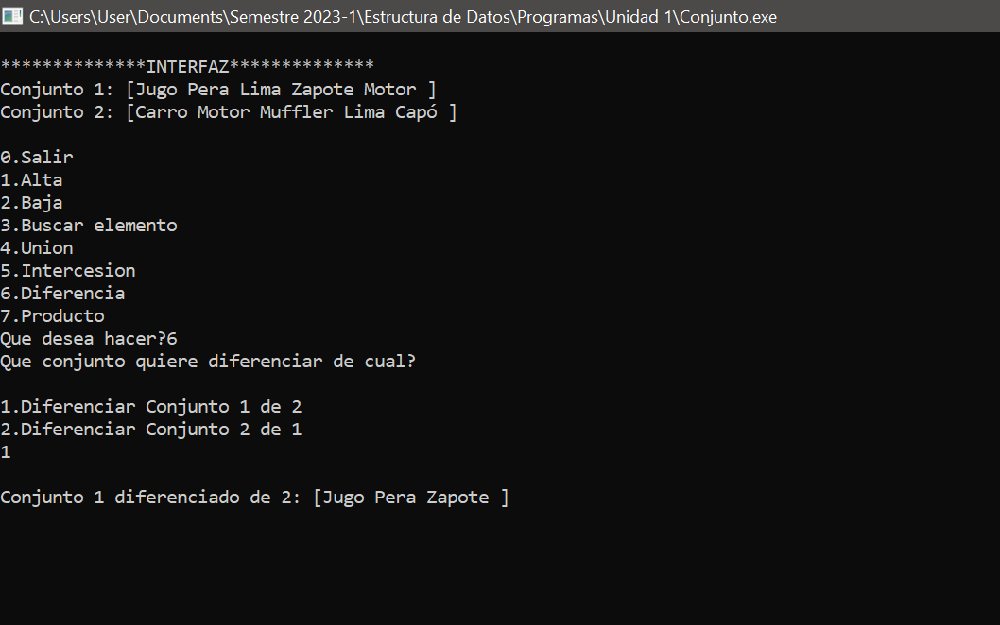 C:\Users\User\Documents\Semestre 2023-1\Estructura de Datos\Programas\Unidad 1\Conjunto.exe
**************INTERFAZ**************
Conjunto 1: [Jugo Pera Lima Zapote Motor ]
Conjunto 2: [Carro Motor Muffler Lima Capó ]
0.Salir
1.Alta
2.Baja
3.Buscar elemento
4.Union
5.Intercesion
6.Diferencia
7.Producto
Que desea hacer?6
Que conjunto quiere diferenciar de cual?
1.Diferenciar Conjunto 1 de 2
2.Diferenciar Conjunto 2 de 1
1
Conjunto 1 diferenciado de 2: [Jugo Pera Zapote ]